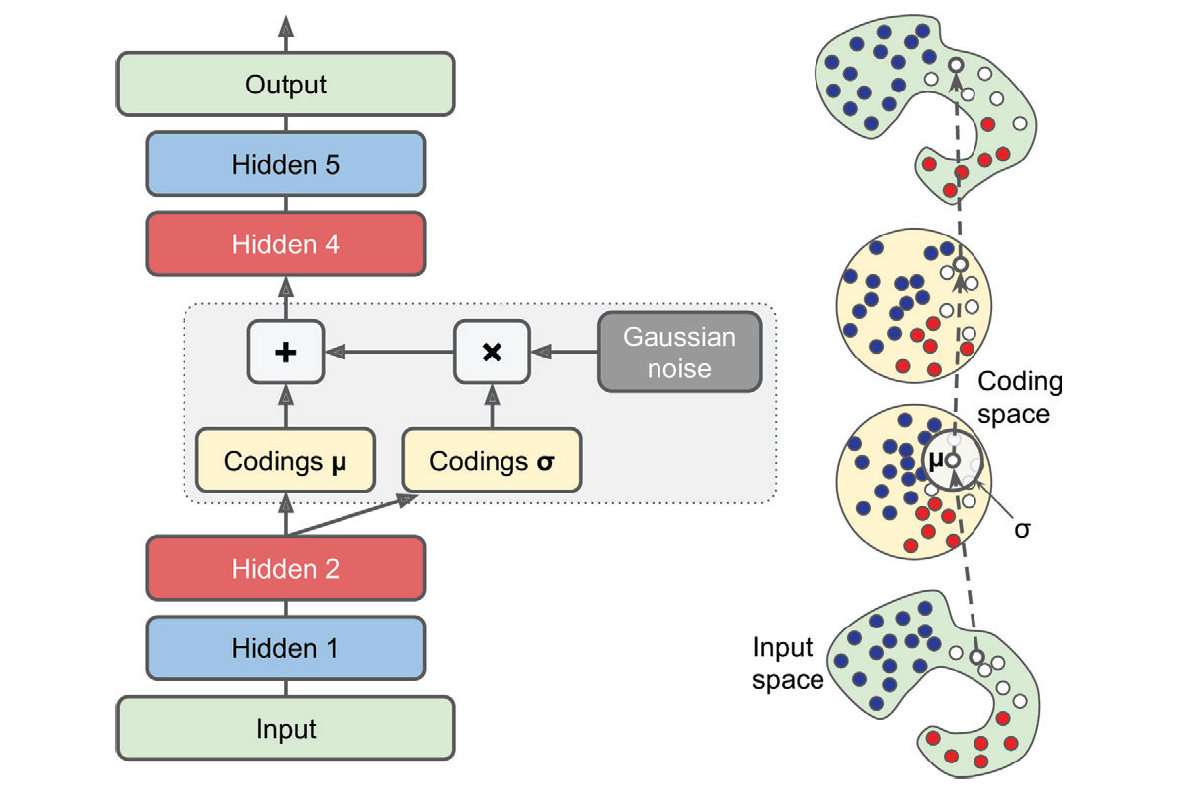 Output
Hidden 5
Hidden 4
+
×
Gaussian
noise
Codings μ
Codings σ
Hidden 2
Hidden 1
Input
Coding
space
μ
σ
Input
space